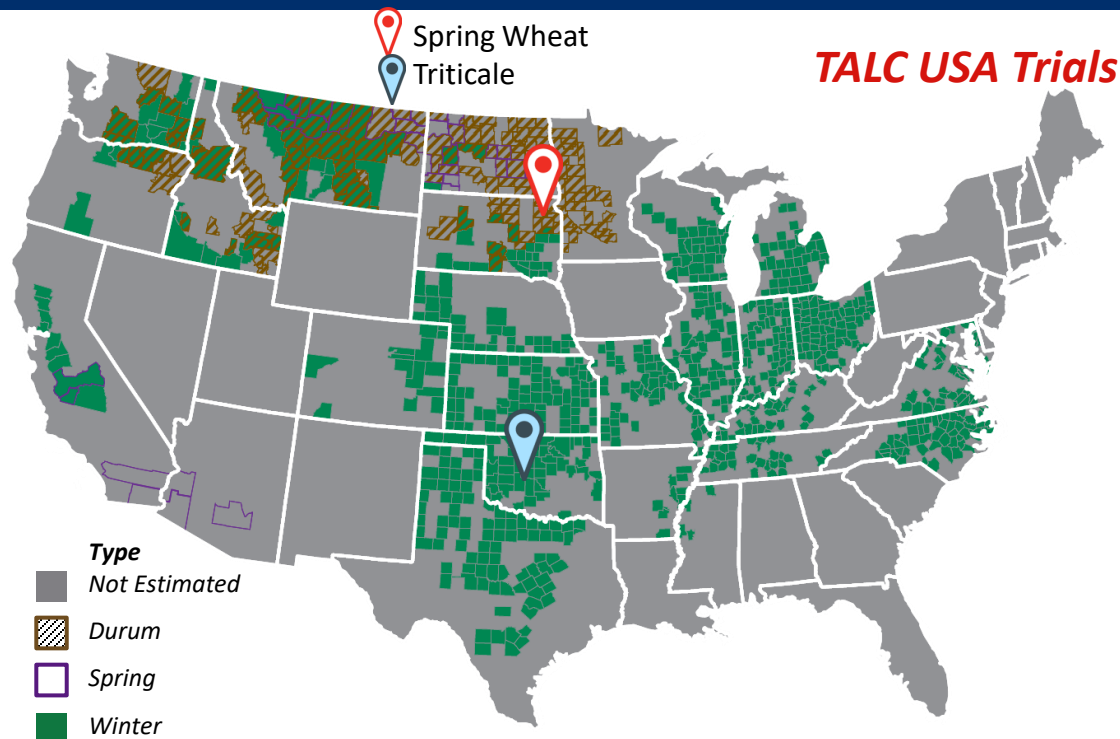 Spring Wheat
Triticale
TALC USA Trials
Type
Not Estimated
Durum
Spring
Winter